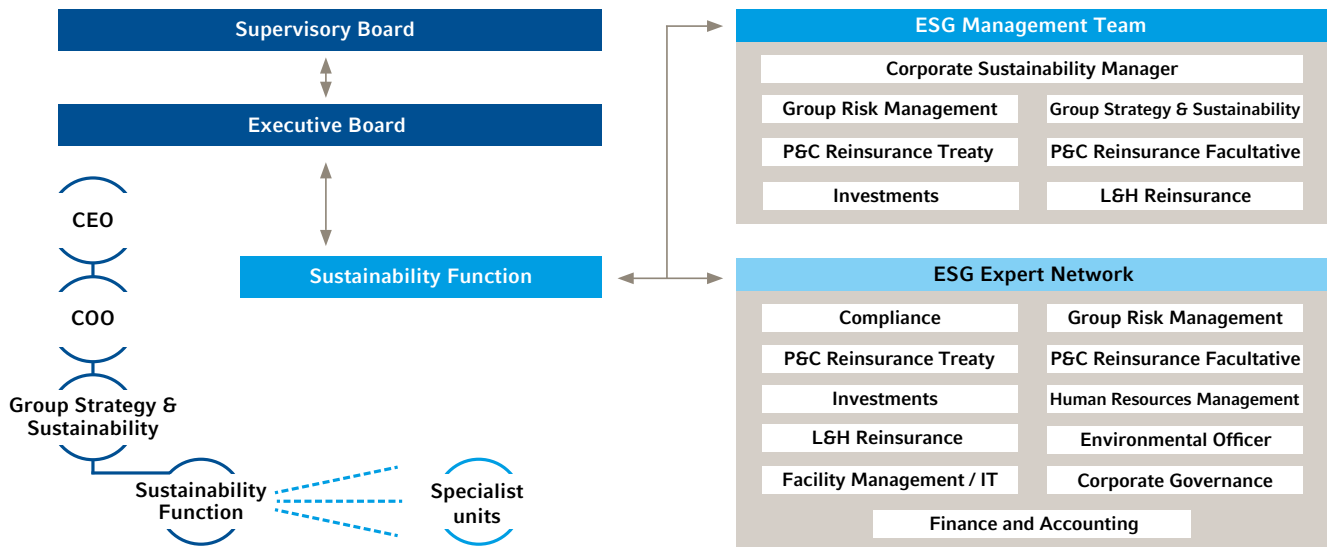 Supervisory Board
Executive Board
CEO
Sustainability Function
COO
Group Strategy &
Sustainability
Sustainability
Function
Specialist
units
ESG Management Team
Corporate Sustainability Manager
Group Risk Management
Group Strategy & Sustainability
P&C Reinsurance Treaty
P&C Reinsurance Facultative
Investments
L&H Reinsurance
ESG Expert Network
Compliance
Group Risk Management
P&C Reinsurance Treaty
P&C Reinsurance Facultative
Investments
Human Resources Management
L&H Reinsurance
Environmental Officer
Facility Management / IT
Corporate Governance
Finance and Accounting